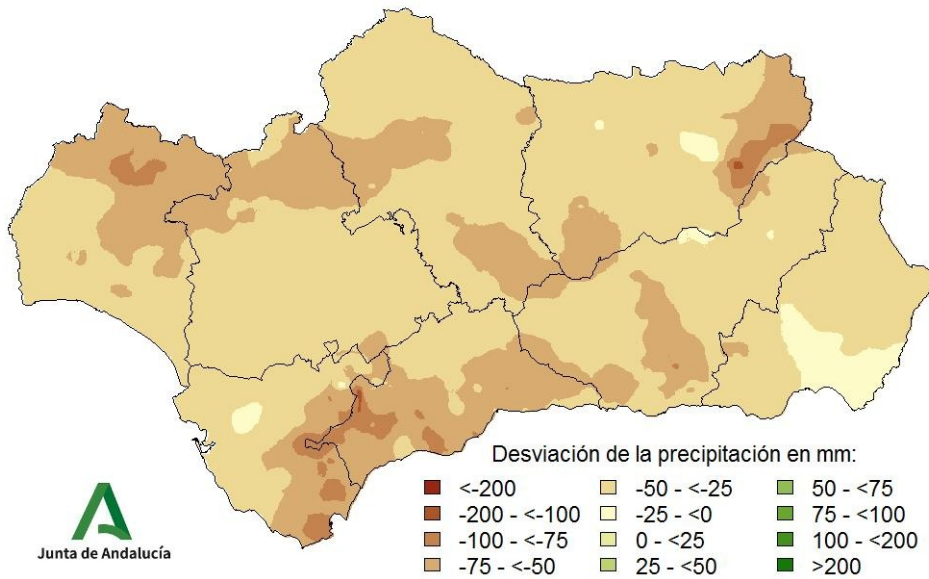 Desviación de la precipitación en mm:
<-200
-200 - <-100
-100 - <-75
-75 - <-50
-50 - <-25
-25 - <0
0 - <25
25 - <50
50 - <75
75 - <100
100 - <200
>200
Junta de Andalucía